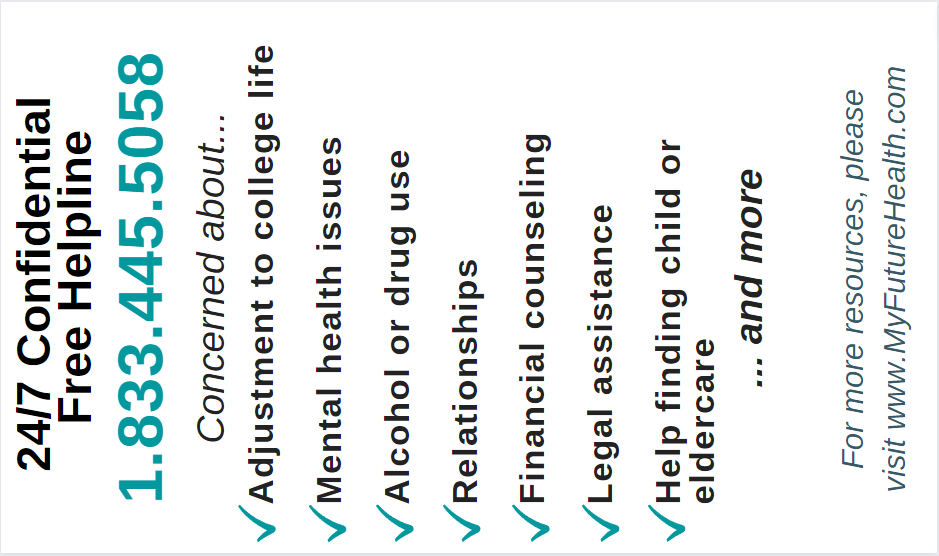 24/7 Confidential
Free Helpline
1.833.445.5058
Concerned about...
Adjustment to college life
Mental health issues
Alcohol or drug use
Relationships
Financial counseling
Legal assistance
Help finding child or
eldercare
... and more
For more resources, please
visit www.MyFutureHealth.com